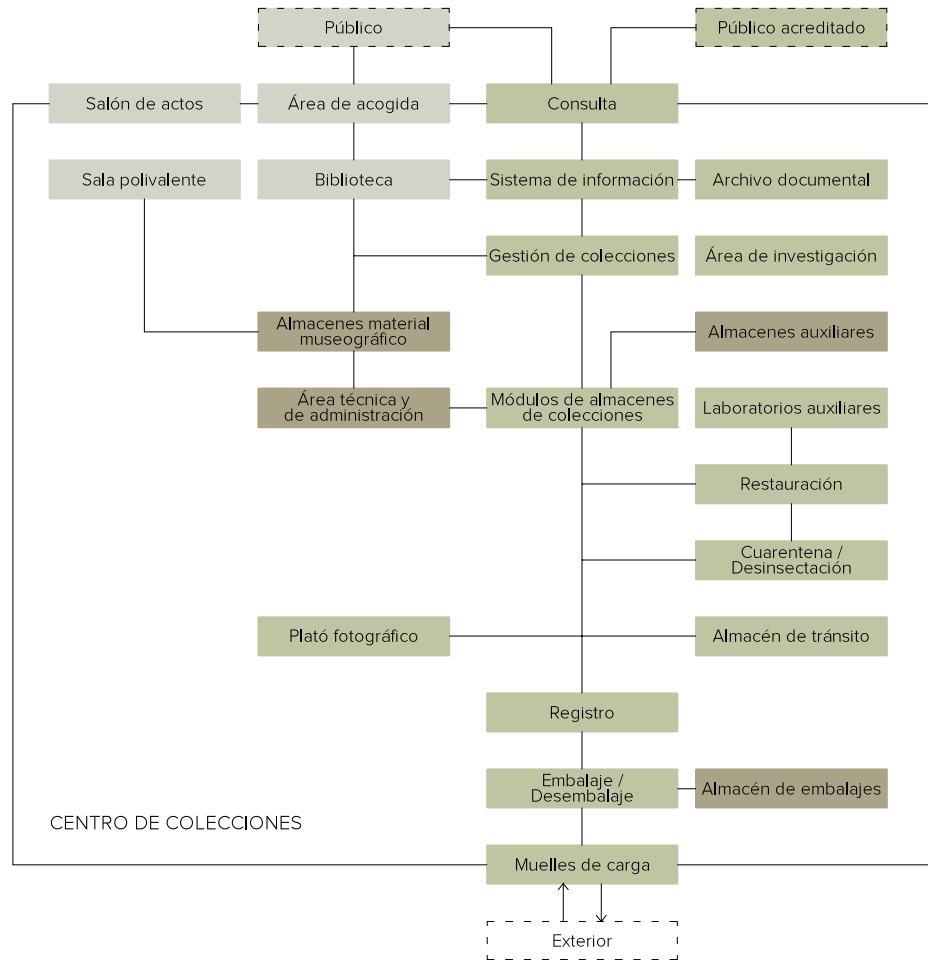 Público
Público acreditado
Salón de actos
Área de acogida
Consulta
Sala polivalente
Biblioteca
Sistema de información
Archivo documental
Gestión de colecciones
Área de investigación
Almacenes material
museográfico
Almacenes auxiliares
Área técnica y
de administración
Módulos de almacenes
de colecciones
Laboratorios auxiliares
Restauración
Cuarentena /
Desinsectación
Plató fotográfico
Almacén de tránsito
Registro
Embalaje /
Desembalaje
Almacén de embalajes
CENTRO DE COLECCIONES
Muelles de carga
Exterior